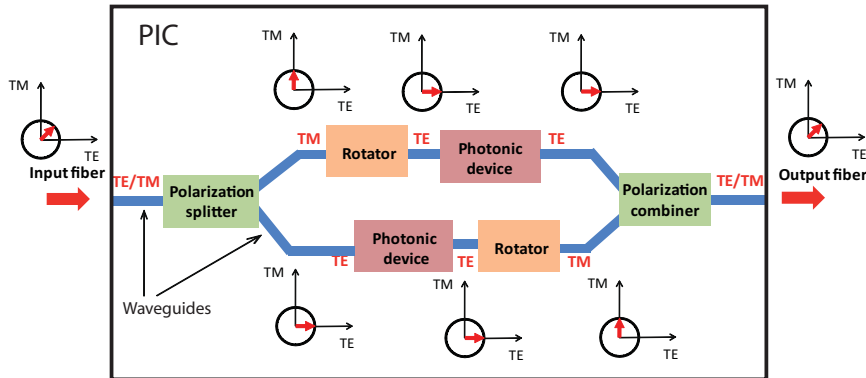 PIC
TM
TE
Input fiber
TE/TM
Polarization
splitter
Waveguides
TM
TE
TM
Rotator
TE
TM
TE
Photonic
device
TE
TM
TE
TE
Photonic
device
TE
Rotator
TM
TM
TE
TM
TE
TM
TE
Polarization
combiner
TE/TM
TM
TE
Output fiber